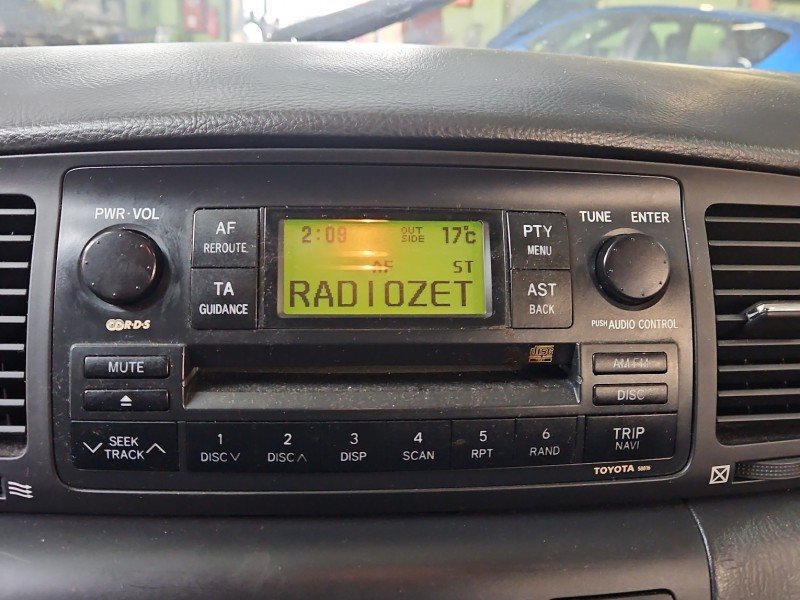 PWR·VOL
AF
REROUTE
2:09
OUT
SIDE
17°C
PTY
MENU
TUNE ENTER
AF
ST
RADIOZET
TA
GUIDANCE
AST
BACK
R·D·S
PUSH AUDIO CONTROL
MUTE
DISC
AM FM
DISC
SEEK
TRACK
1
DISC ∨
2
DISC ∧
3
DISP
4
SCAN
5
RPT
6
RAND
TRIP
NAVI
TOYOTA